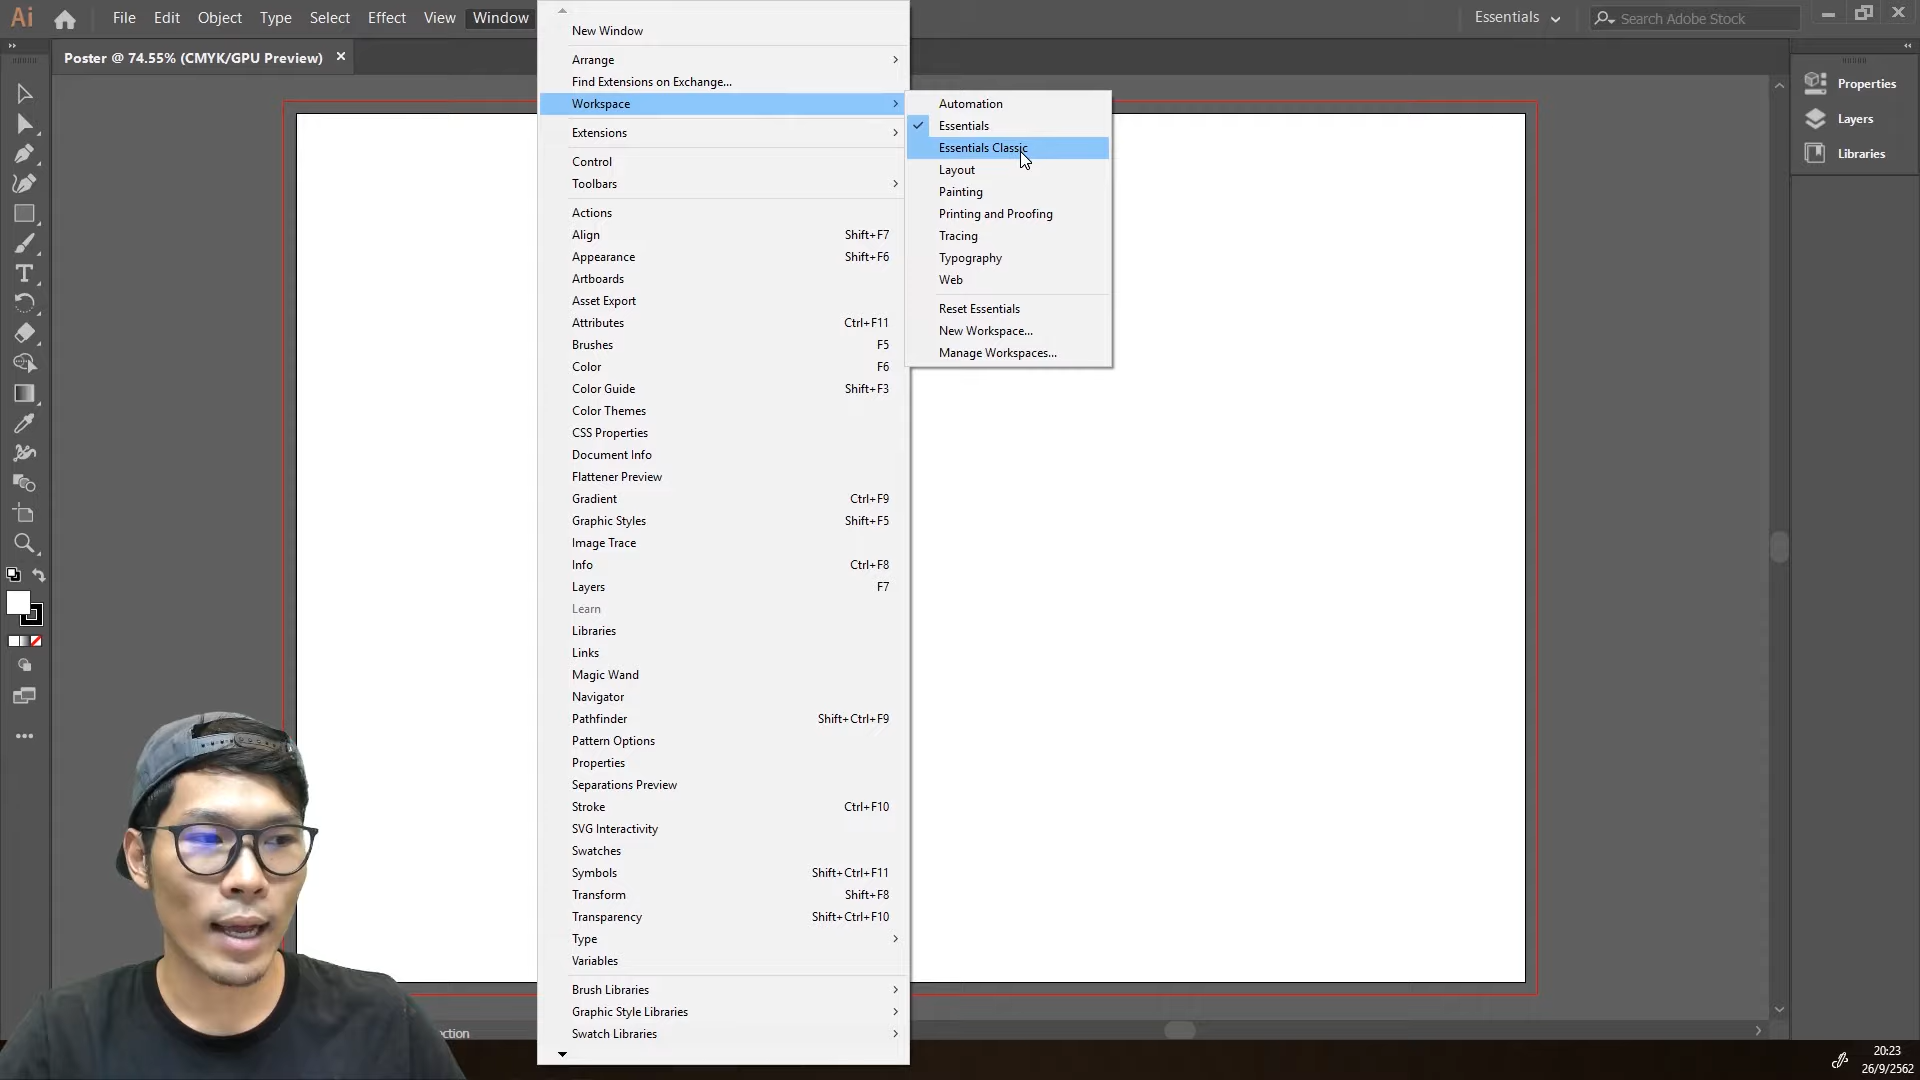 Ai File Edit Object Type Select Effect View Window Essentials Search Adobe Stock
Poster @ 74.55% (CMYK/GPU Preview) ×
New Window
Arrange
Find Extensions on Exchange...
Workspace
Extensions
Control
Toolbars
Actions
Align Shift+F7
Appearance Shift+F6
Artboards
Asset Export
Attributes Ctrl+F11
Brushes F5
Color F6
Color Guide Shift+F3
Color Themes
CSS Properties
Document Info
Flattener Preview
Gradient Ctrl+F9
Graphic Styles Shift+F5
Image Trace
Info Ctrl+F8
Layers F7
Learn
Libraries
Links
Magic Wand
Navigator
Pathfinder Shift+Ctrl+F9
Pattern Options
Properties
Separations Preview
Stroke Ctrl+F10
SVG Interactivity
Swatches
Symbols Shift+Ctrl+F11
Transform Shift+F8
Transparency Shift+Ctrl+F10
Type
Variables
Brush Libraries
Graphic Style Libraries
Swatch Libraries
Automation
Essentials
Essentials Classic
Layout
Painting
Printing and Proofing
Tracing
Typography
Web
Reset Essentials
New Workspace...
Manage Workspaces...
Properties
Layers
Libraries
ection
20:23
26/9/2562